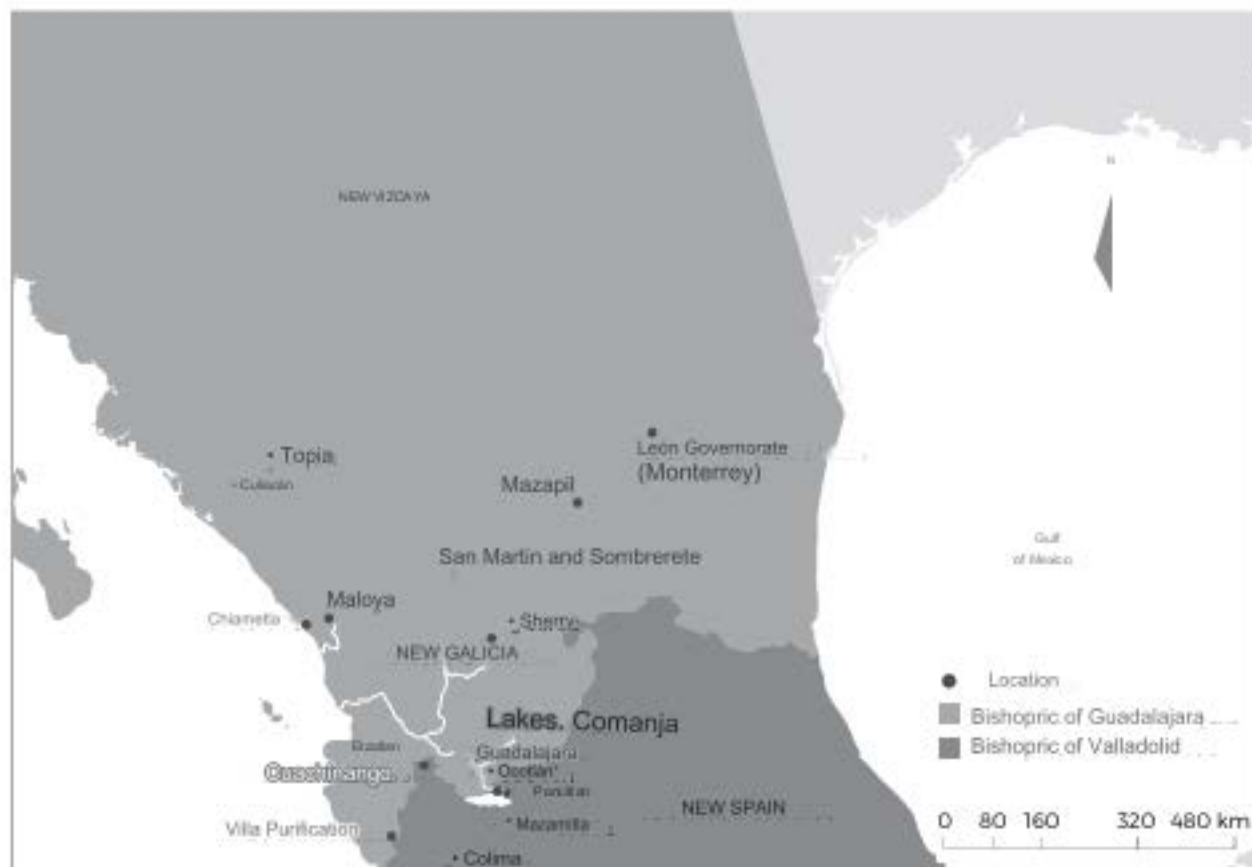 N
NEW VIZCAYA
León Governorate
(Monterrey)
Topia
Culiacán
Mazapil
Gulf
of Mexico
San Martin and Sombrerete
Maloya
Chiametla
NEW GALICIA
Location
Lakes. Comanja
Bishopric of Guadalajara
Bishopric of Valladolid
Guadalajara
Ocotlán
Guachinango
Poncitlán
NEW SPAIN
Mazamitla
Villa Purification
0 80 160 320 480 km
Colima